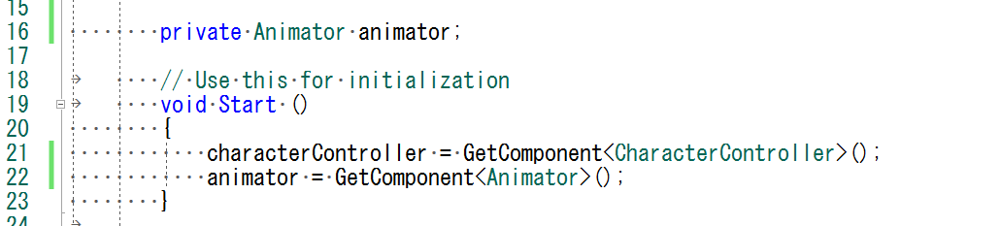 15
16 private Animator animator;
17
18 // Use this for initialization
19 void Start ()
20 {
21 characterController = GetComponent<CharacterController>();
22 animator = GetComponent<Animator>();
23 }
24